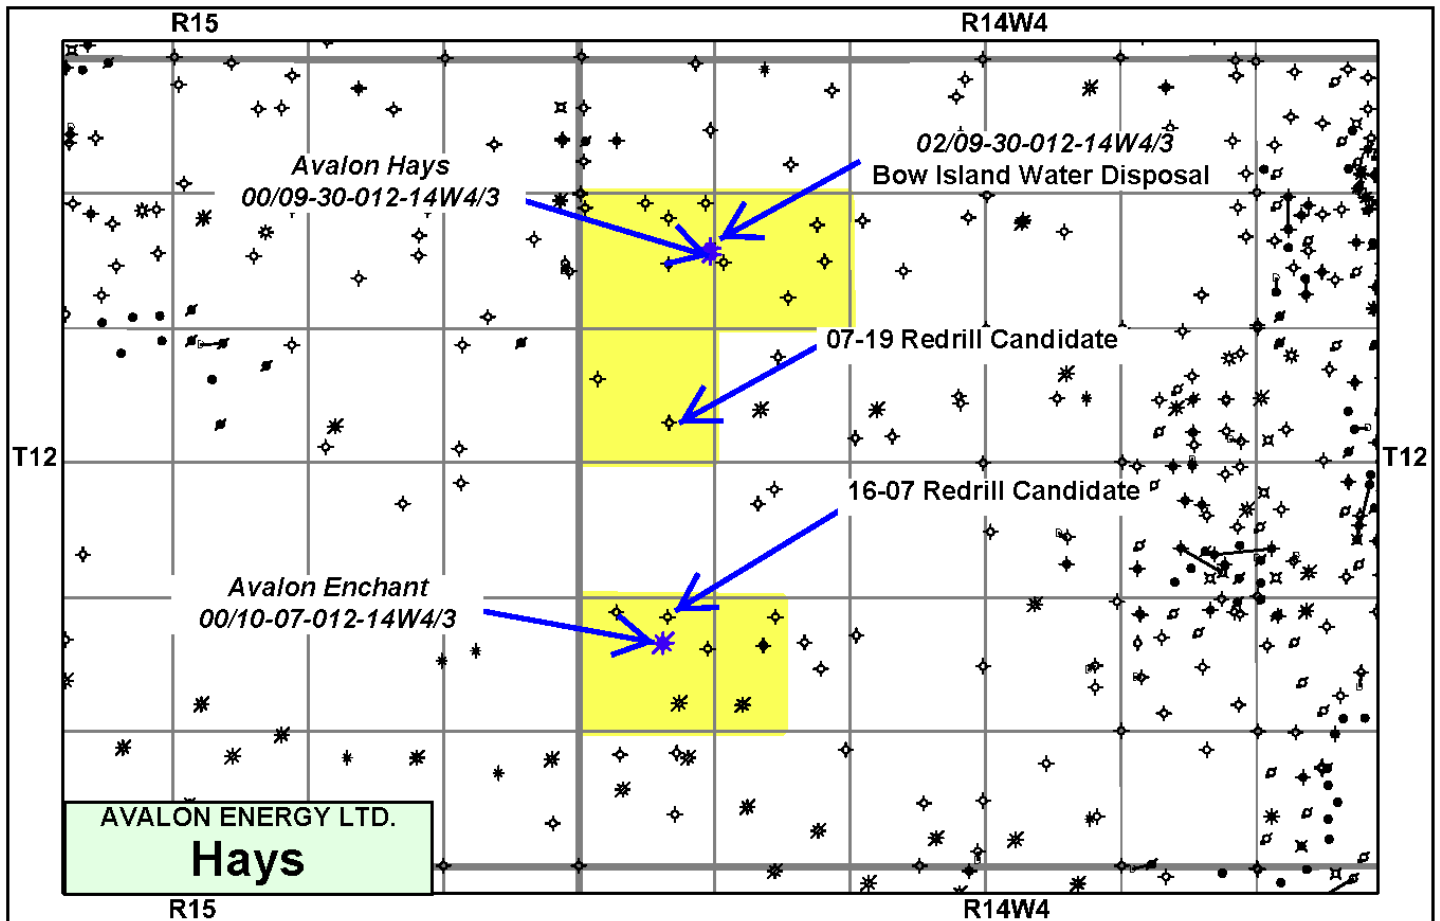 R15
R14W4
02/09-30-012-14W4/3
Bow Island Water Disposal
Avalon Hays
00/09-30-012-14W4/3
07-19 Redrill Candidate
T12
T12
16-07 Redrill Candidate
Avalon Enchant
00/10-07-012-14W4/3
AVALON ENERGY LTD.
Hays
R15
R14W4